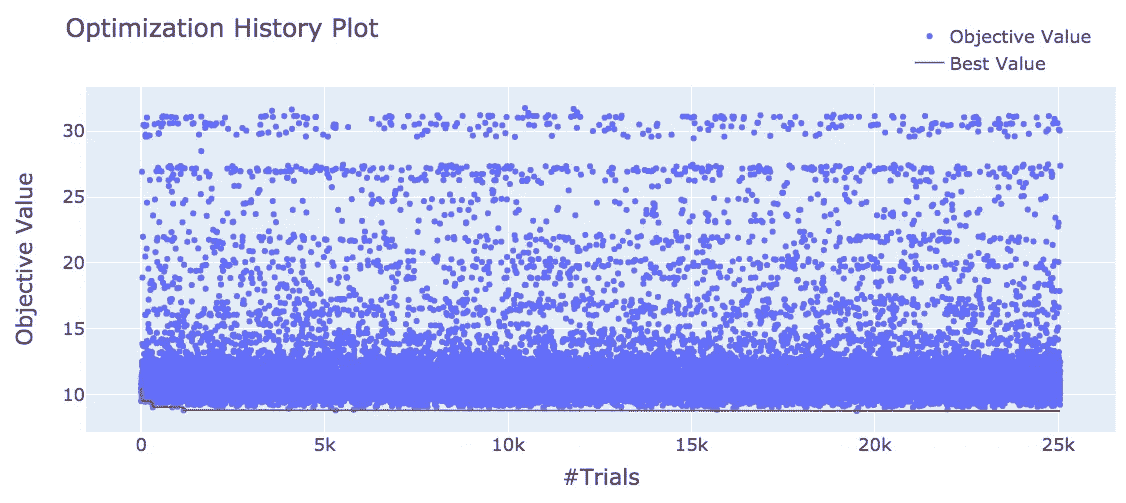 Optimization History Plot
Objective Value
Best Value
Objective Value
30
25
20
15
10
0
5k
10k
15k
20k
25k
#Trials